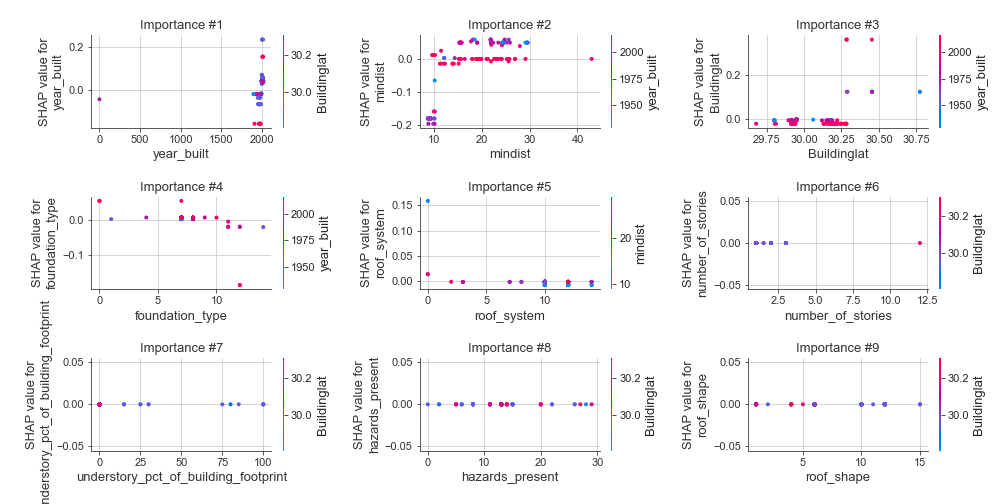 Importance #1
SHAP value for
year_built
0.2
0.0
0
500
1000
1500
2000
year_built
30.2
30.0
Buildinglat
Importance #2
SHAP value for
mindist
0.0
−0.1
−0.2
10
20
30
40
mindist
2000
1975
1950
year_built
Importance #3
SHAP value for
Buildinglat
0.2
0.0
29.75
30.00
30.25
30.50
30.75
Buildinglat
2000
1975
1950
year_built
Importance #4
SHAP value for
foundation_type
0.0
−0.1
0
10
foundation_type
2000
1975
1950
year_built
Importance #5
SHAP value for
roof_system
0.15
0.10
0.05
0.00
0
5
10
roof_system
20
10
mindist
Importance #6
SHAP value for
number_of_stories
0.05
0.00
−0.05
2.5
5.0
7.5
10.0
12.5
number_of_stories
30.2
30.0
Buildinglat
Importance #7
SHAP value for
nderstory_pct_of_building_footprint
0.05
0.00
−0.05
0
25
50
75
100
understory_pct_of_building_footprint
30.2
30.0
Buildinglat
Importance #8
SHAP value for
hazards_present
0.05
0.00
−0.05
0
10
20
30
hazards_present
30.2
30.0
Buildinglat
Importance #9
SHAP value for
roof_shape
0.05
0.00
−0.05
5
10
15
roof_shape
30.2
30.0
Buildinglat